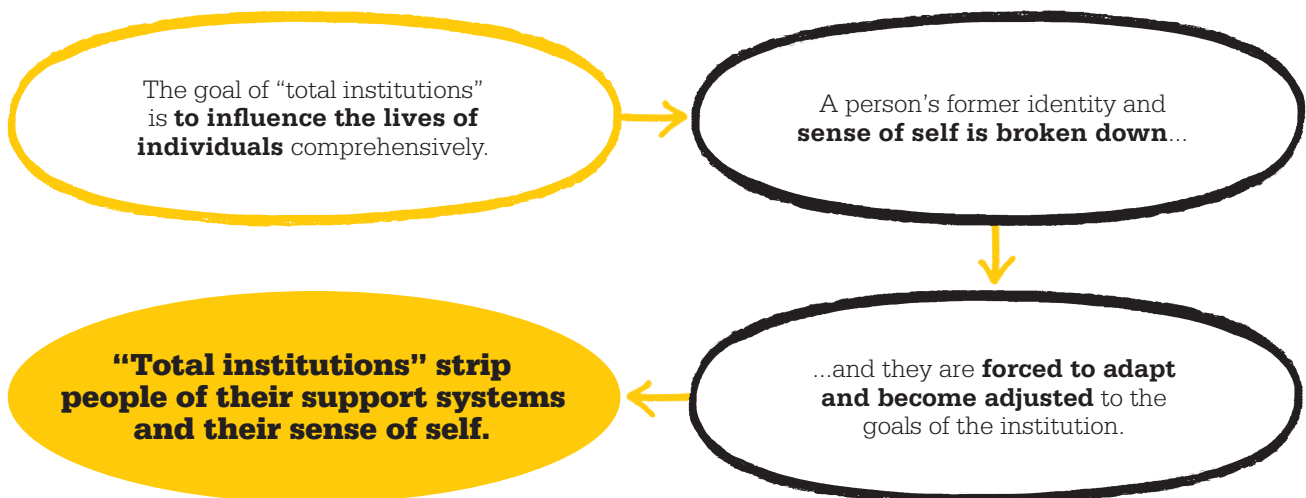 The goal of “total institutions”
is to influence the lives of
individuals comprehensively.
A person’s former identity and
sense of self is broken down...
...and they are forced to adapt
and become adjusted to the
goals of the institution.
“Total institutions” strip
people of their support systems
and their sense of self.